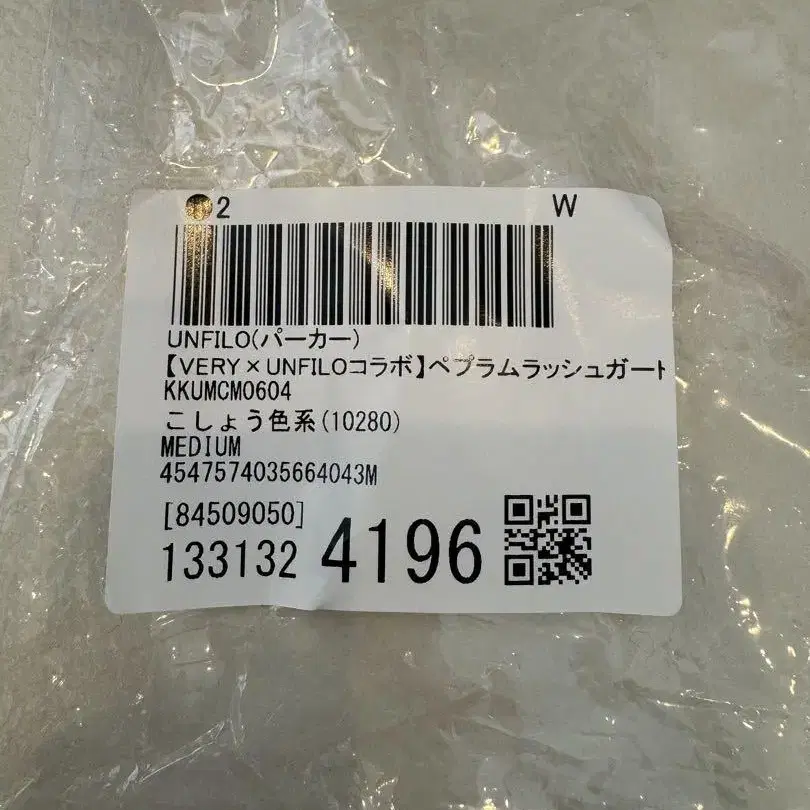 ●2 W
UNFILO(パーカー)
【VERY×UNFILOコラボ】ペプラムラッシュガート
KKUMCM0604
こしょう色系(10280)
MEDIUM
4547574035664043M
[84509050]
133132 4196